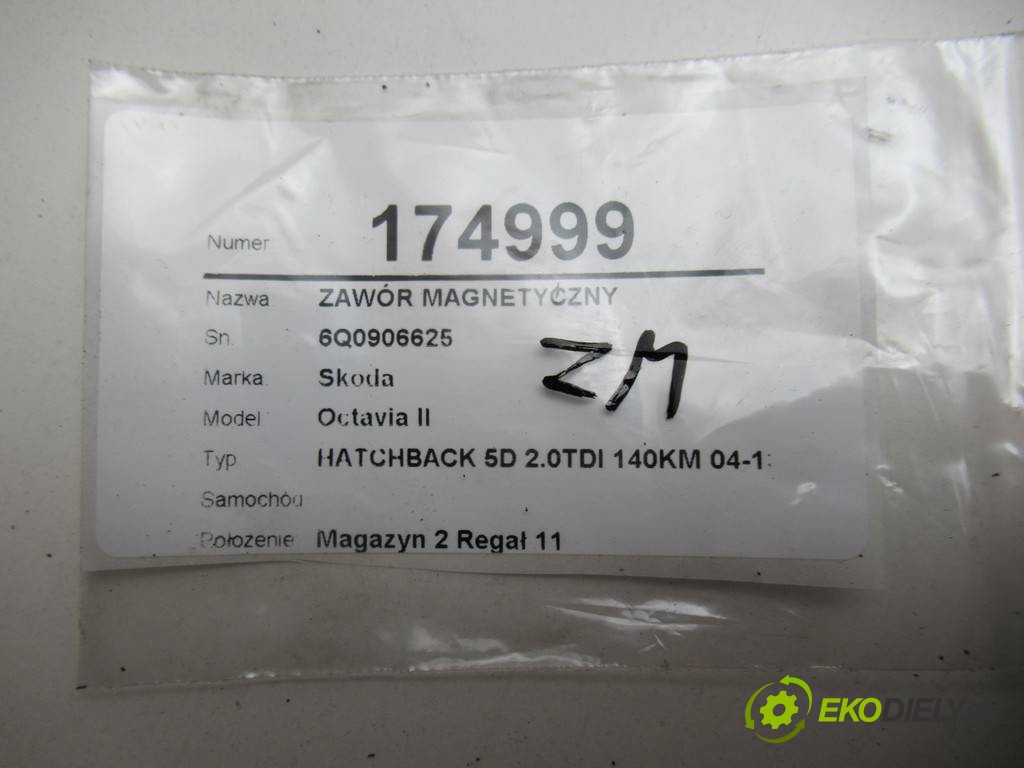 Numer 174999
Nazwa ZAWÓR MAGNETYCZNY
Sn. 6Q0906625
ZM
Marka Skoda
Model Octavia II
Typ HATCHBACK 5D 2.0TDI 140KM 04-1
Samochód
Położenie Magazyn 2 Regał 11
EKODIELY